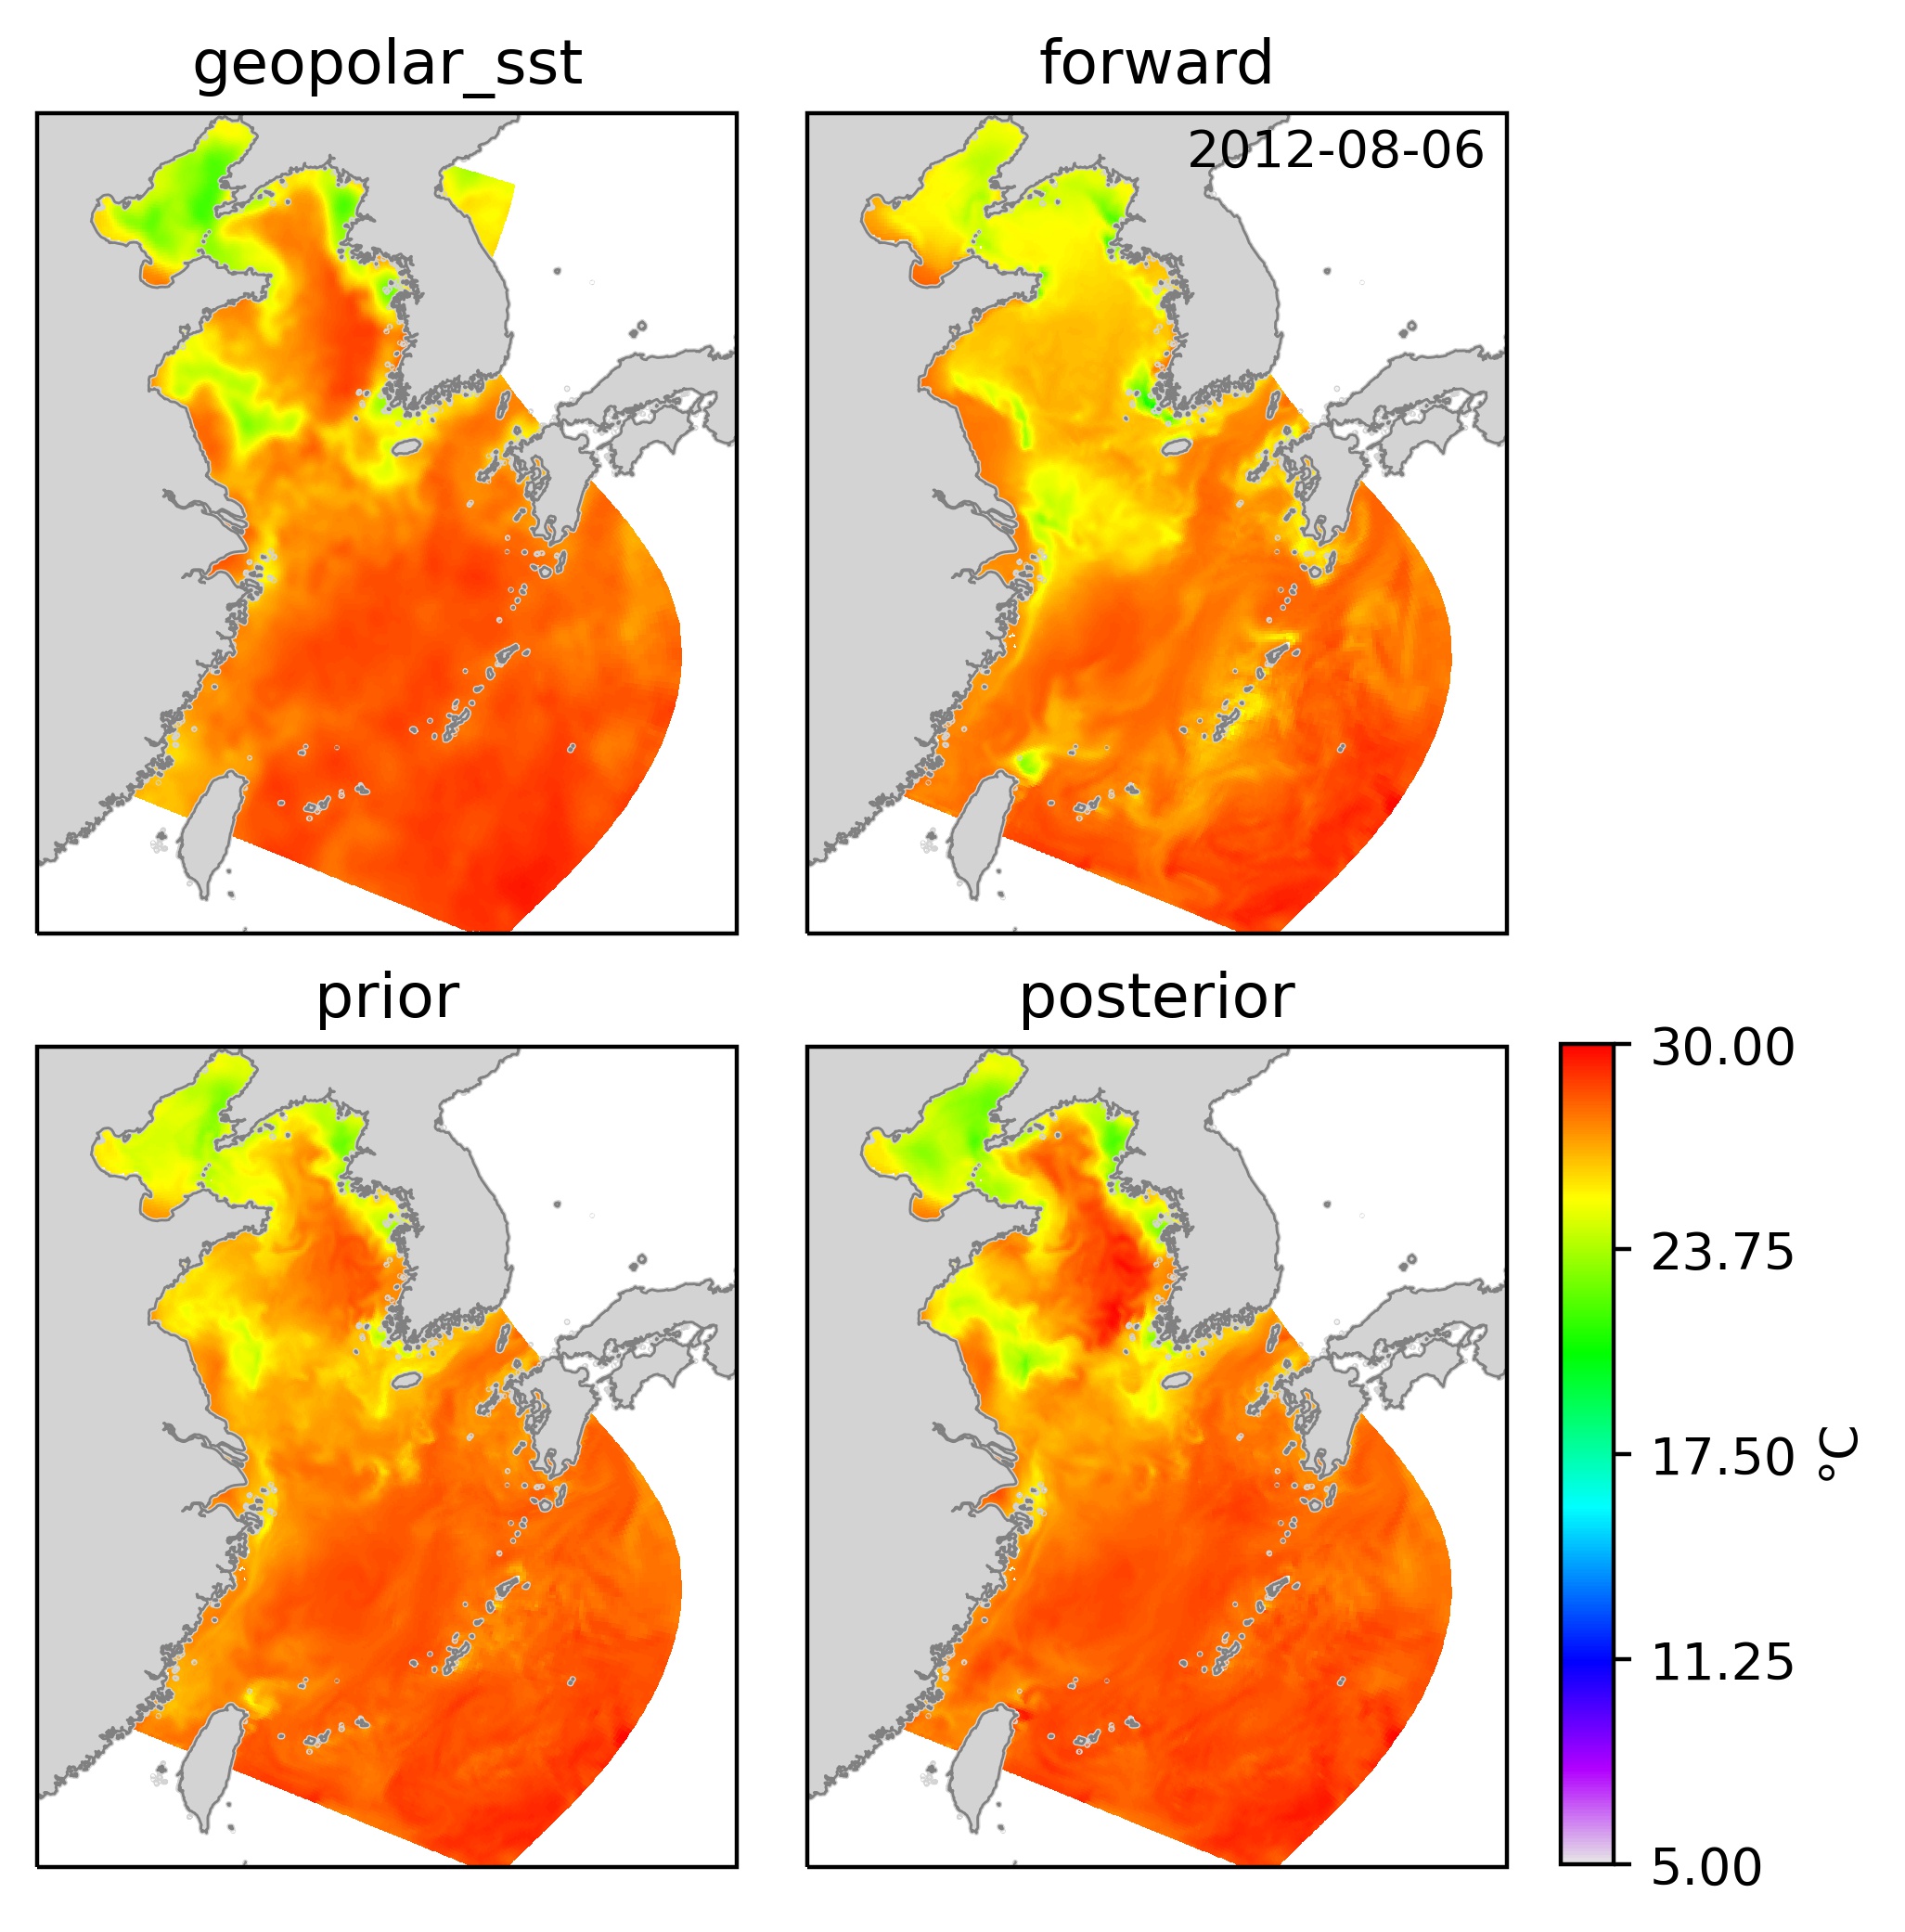 geopolar_sst
forward
2012-08-06
prior
posterior
30.00
23.75
17.50
11.25
5.00
°C